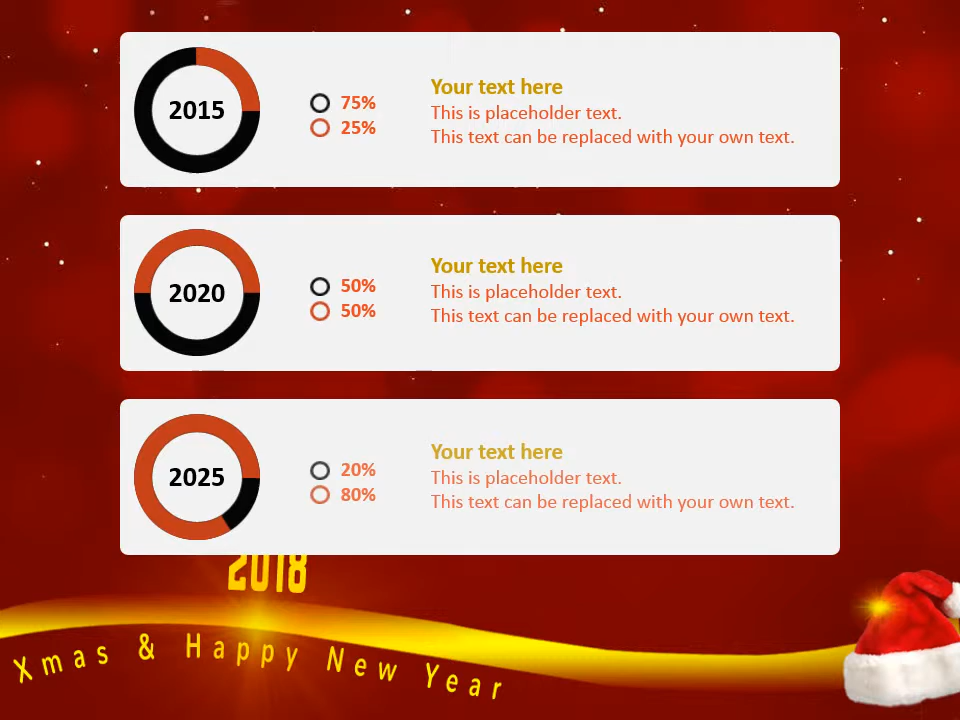 2015
75%
25%
Your text here
This is placeholder text.
This text can be replaced with your own text.
2020
50%
50%
Your text here
This is placeholder text.
This text can be replaced with your own text.
2025
20%
80%
Your text here
This is placeholder text.
This text can be replaced with your own text.
2018
Xmas & Happy New Year